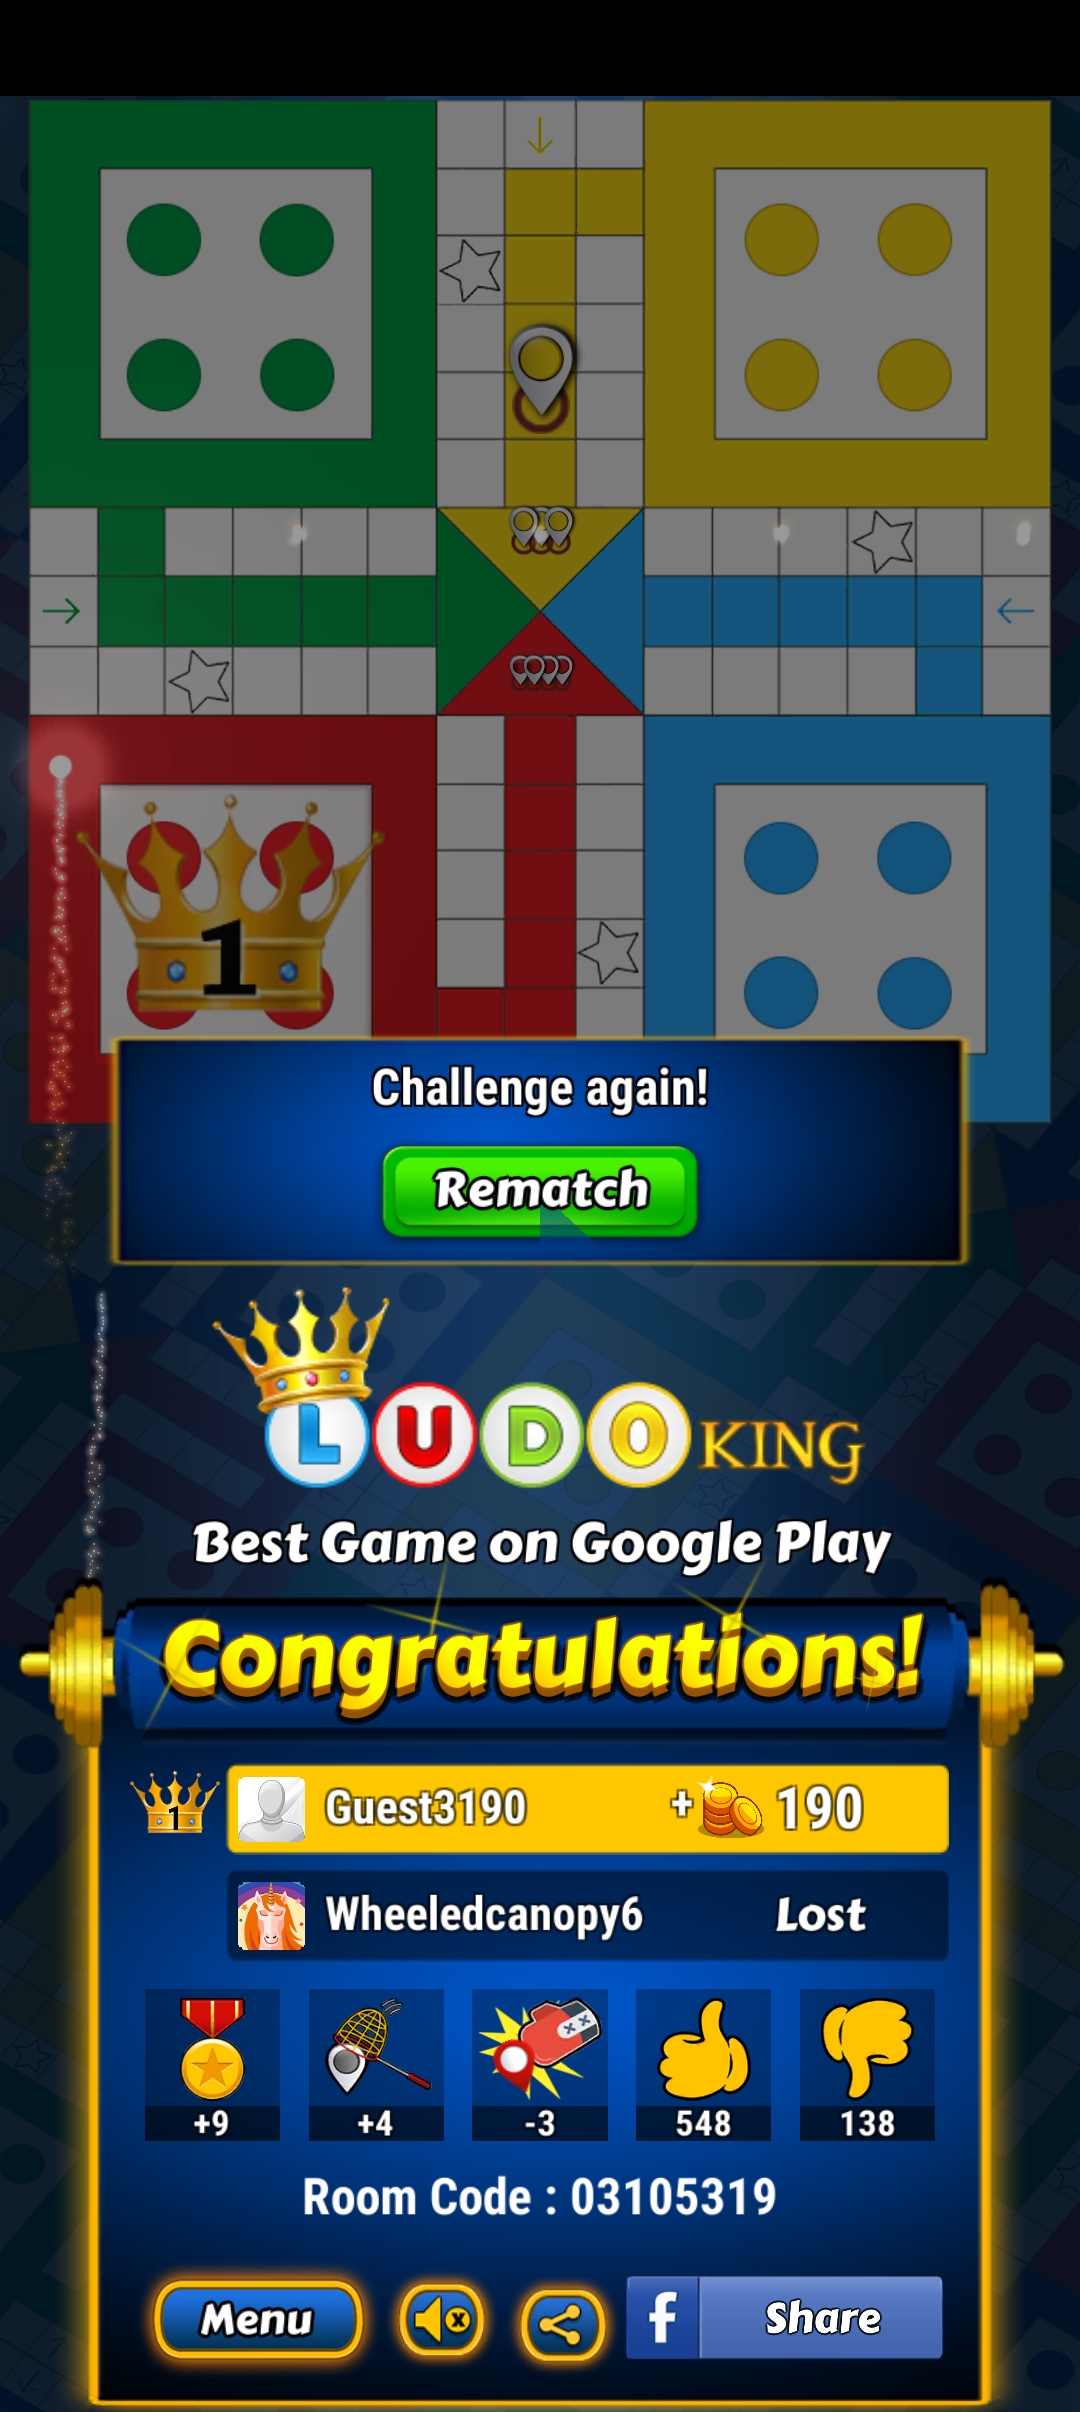 1
Challenge again!
Rematch
LUDO KING
Best Game on Google Play
Congratulations!
1 Guest3190 + 190
Wheeledcanopy6 Lost
+9 +4 -3 548 138
Room Code : 03105319
Menu x f Share